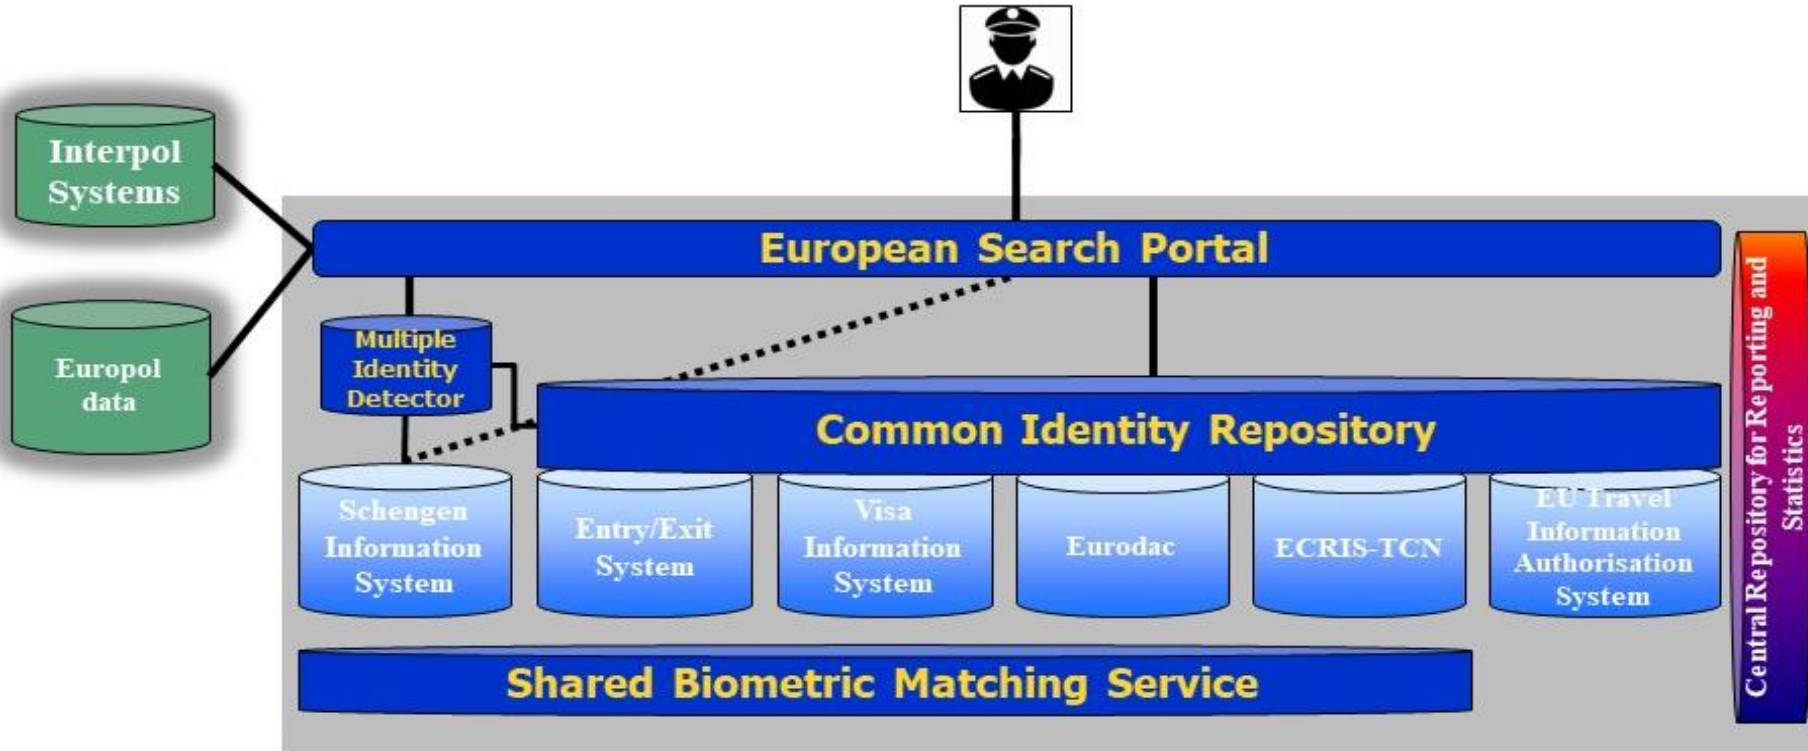 Interpol
Systems
European Search Portal
Europol
data
Multiple
Identity
Detector
Common Identity Repository
Schengen
Information
System
Entry/Exit
System
Visa
Information
System
Eurodac
ECRIS-TCN
EU Travel
Information
Authorisation
System
Shared Biometric Matching Service
Central Repository for Reporting and
Statistics